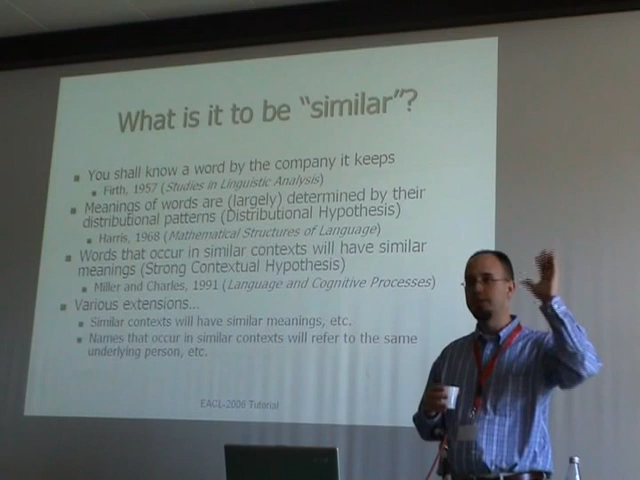 What is it to be “similar”?
You shall know a word by the company it keeps
Firth, 1957 (Studies in Linguistic Analysis)
Meanings of words are (largely) determined by their
distributional patterns (Distributional Hypothesis)
Harris, 1968 (Mathematical Structures of Language)
Words that occur in similar contexts will have similar
meanings (Strong Contextual Hypothesis)
Miller and Charles, 1991 (Language and Cognitive Processes)
Various extensions...
Similar contexts will have similar meanings, etc.
Names that occur in similar contexts will refer to the same
underlying person, etc.
EACL-2006 Tutorial